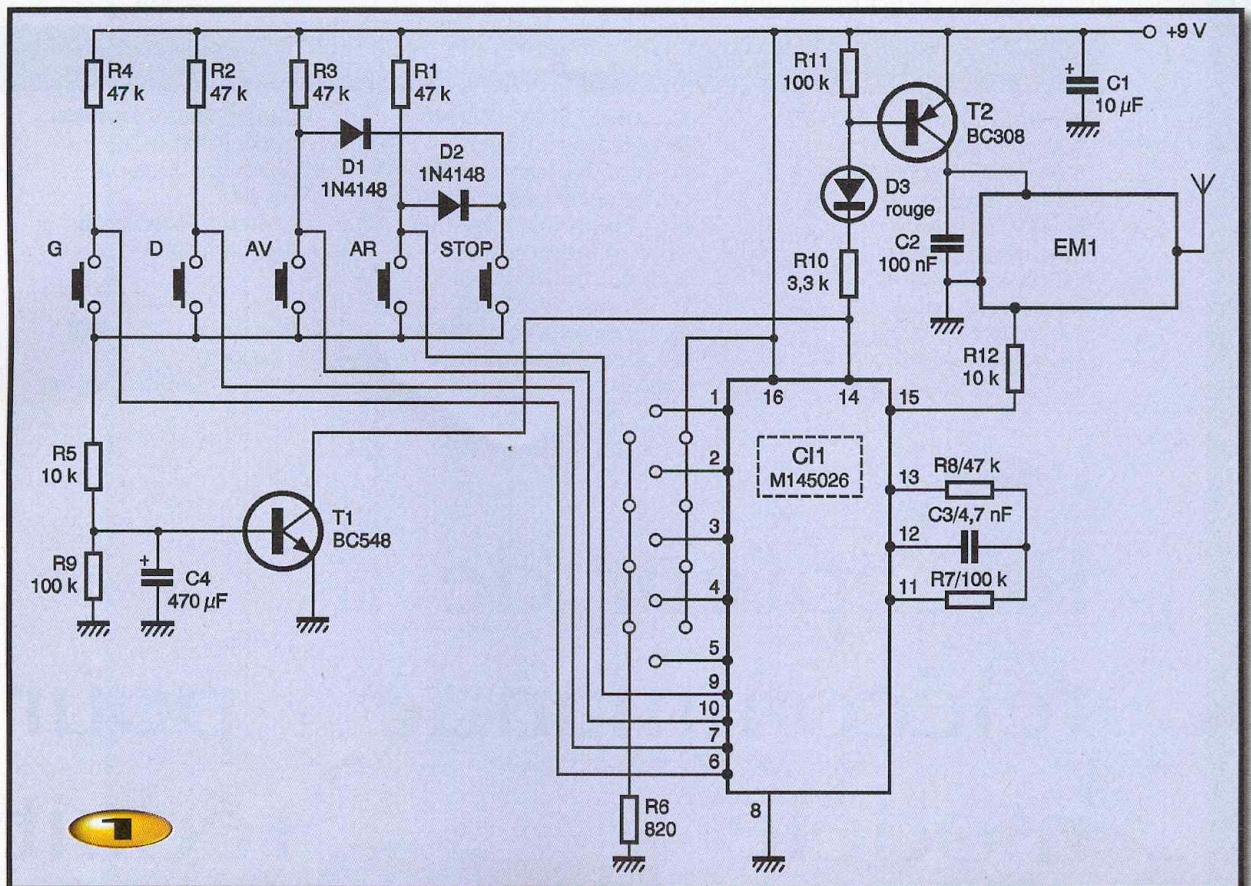 +9 V
R4
47 k
R2
47 k
R3
47 k
R1
47 k
R11
100 k
C1
10 µF
+
T2
BC308
D1
1N4148
D2
1N4148
D3
rouge
G
D
AV
AR
STOP
C2
100 nF
EM1
R10
3,3 k
R12
10 k
1
16
14
15
CI1
M145026
2
13
R8/47 k
C3/4,7 nF
3
12
4
R7/100 k
11
5
9
10
7
6
8
R5
10 k
T1
BC548
R9
100 k
+
C4
470 µF
R6
820
1